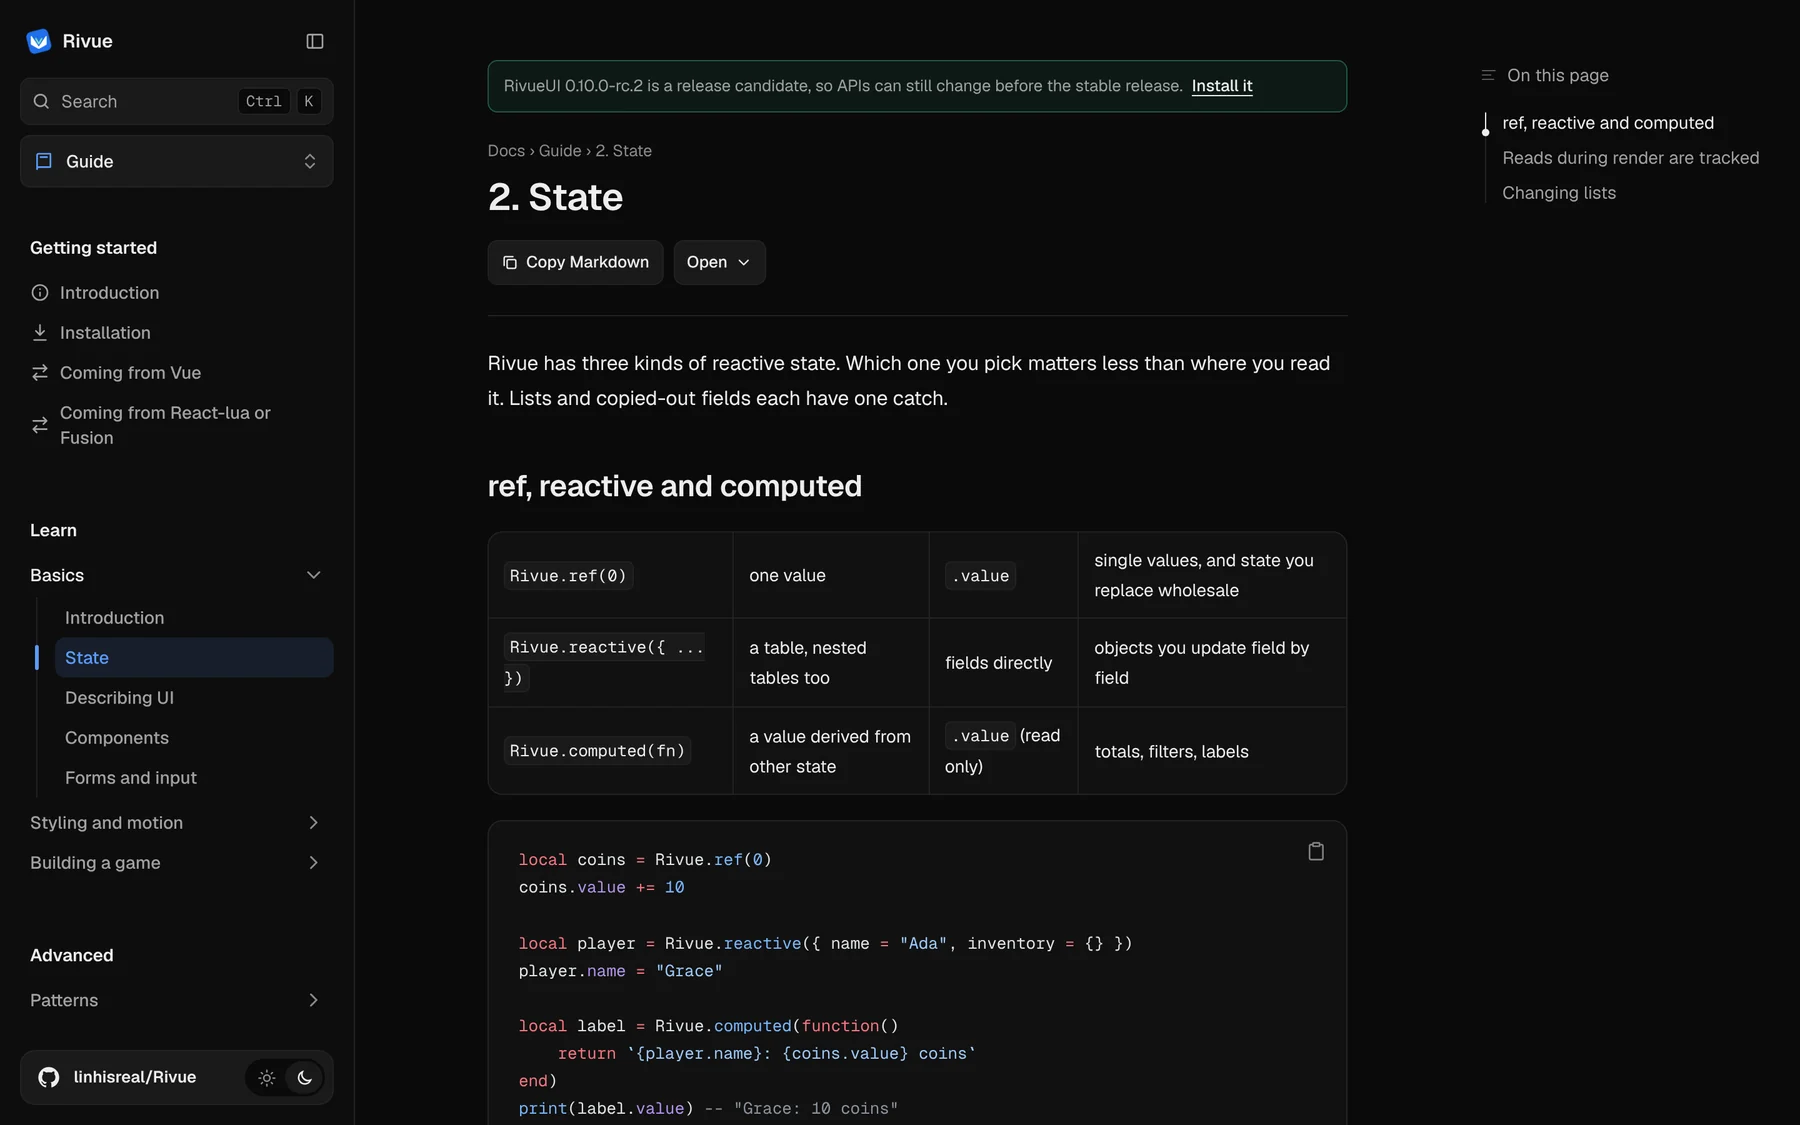 Rivue
Search Ctrl K
Guide
Getting started
Introduction
Installation
Coming from Vue
Coming from React-lua or
Fusion
Learn
Basics
Introduction
State
Describing UI
Components
Forms and input
Styling and motion
Building a game
Advanced
Patterns
linhisreal/Rivue
RivueUI 0.10.0-rc.2 is a release candidate, so APIs can still change before the stable release. Install it
Docs › Guide › 2. State
2. State
Copy Markdown Open
Rivue has three kinds of reactive state. Which one you pick matters less than where you read
it. Lists and copied-out fields each have one catch.
ref, reactive and computed
Rivue.ref(0)
one value
.value
single values, and state you
replace wholesale
Rivue.reactive({ ...
})
a table, nested
tables too
fields directly
objects you update field by
field
Rivue.computed(fn)
a value derived from
other state
.value (read
only)
totals, filters, labels
local coins = Rivue.ref(0)
coins.value += 10
local player = Rivue.reactive({ name = "Ada", inventory = {} })
player.name = "Grace"
local label = Rivue.computed(function()
    return `{player.name}: {coins.value} coins`
end)
print(label.value) -- "Grace: 10 coins"
On this page
ref, reactive and computed
Reads during render are tracked
Changing lists